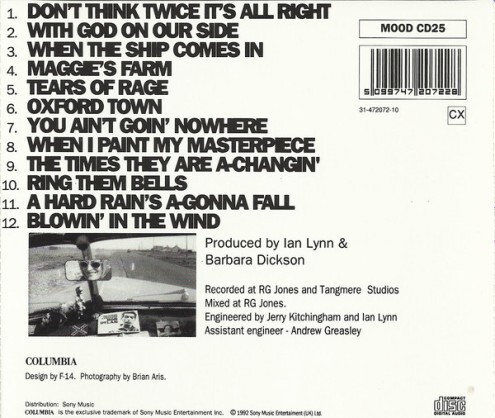 1. DON'T THINK TWICE IT'S ALL RIGHT
2. WITH GOD ON OUR SIDE
3. WHEN THE SHIP COMES IN
4. MAGGIE'S FARM
5. TEARS OF RAGE
6. OXFORD TOWN
7. YOU AIN'T GOIN' NOWHERE
8. WHEN I PAINT MY MASTERPIECE
9. THE TIMES THEY ARE A-CHANGIN'
10. RING THEM BELLS
11. A HARD RAIN'S A-GONNA FALL
12. BLOWIN' IN THE WIND
MOOD CD25
5 099747 207228
31-472072-10
CX
Produced by Ian Lynn &
Barbara Dickson
Recorded at RG Jones and Tangmere Studios
Mixed at RG Jones.
Engineered by Jerry Kitchingham and Ian Lynn
Assistant engineer - Andrew Greasley
COLUMBIA
Design by F-14. Photography by Brian Aris.
Distribution: Sony Music
COLUMBIA is the exclusive trademark of Sony Music Entertainment Inc. © 1992 Sony Music Entertainment (UK) Ltd.
COMPACT
disc
DIGITAL AUDIO